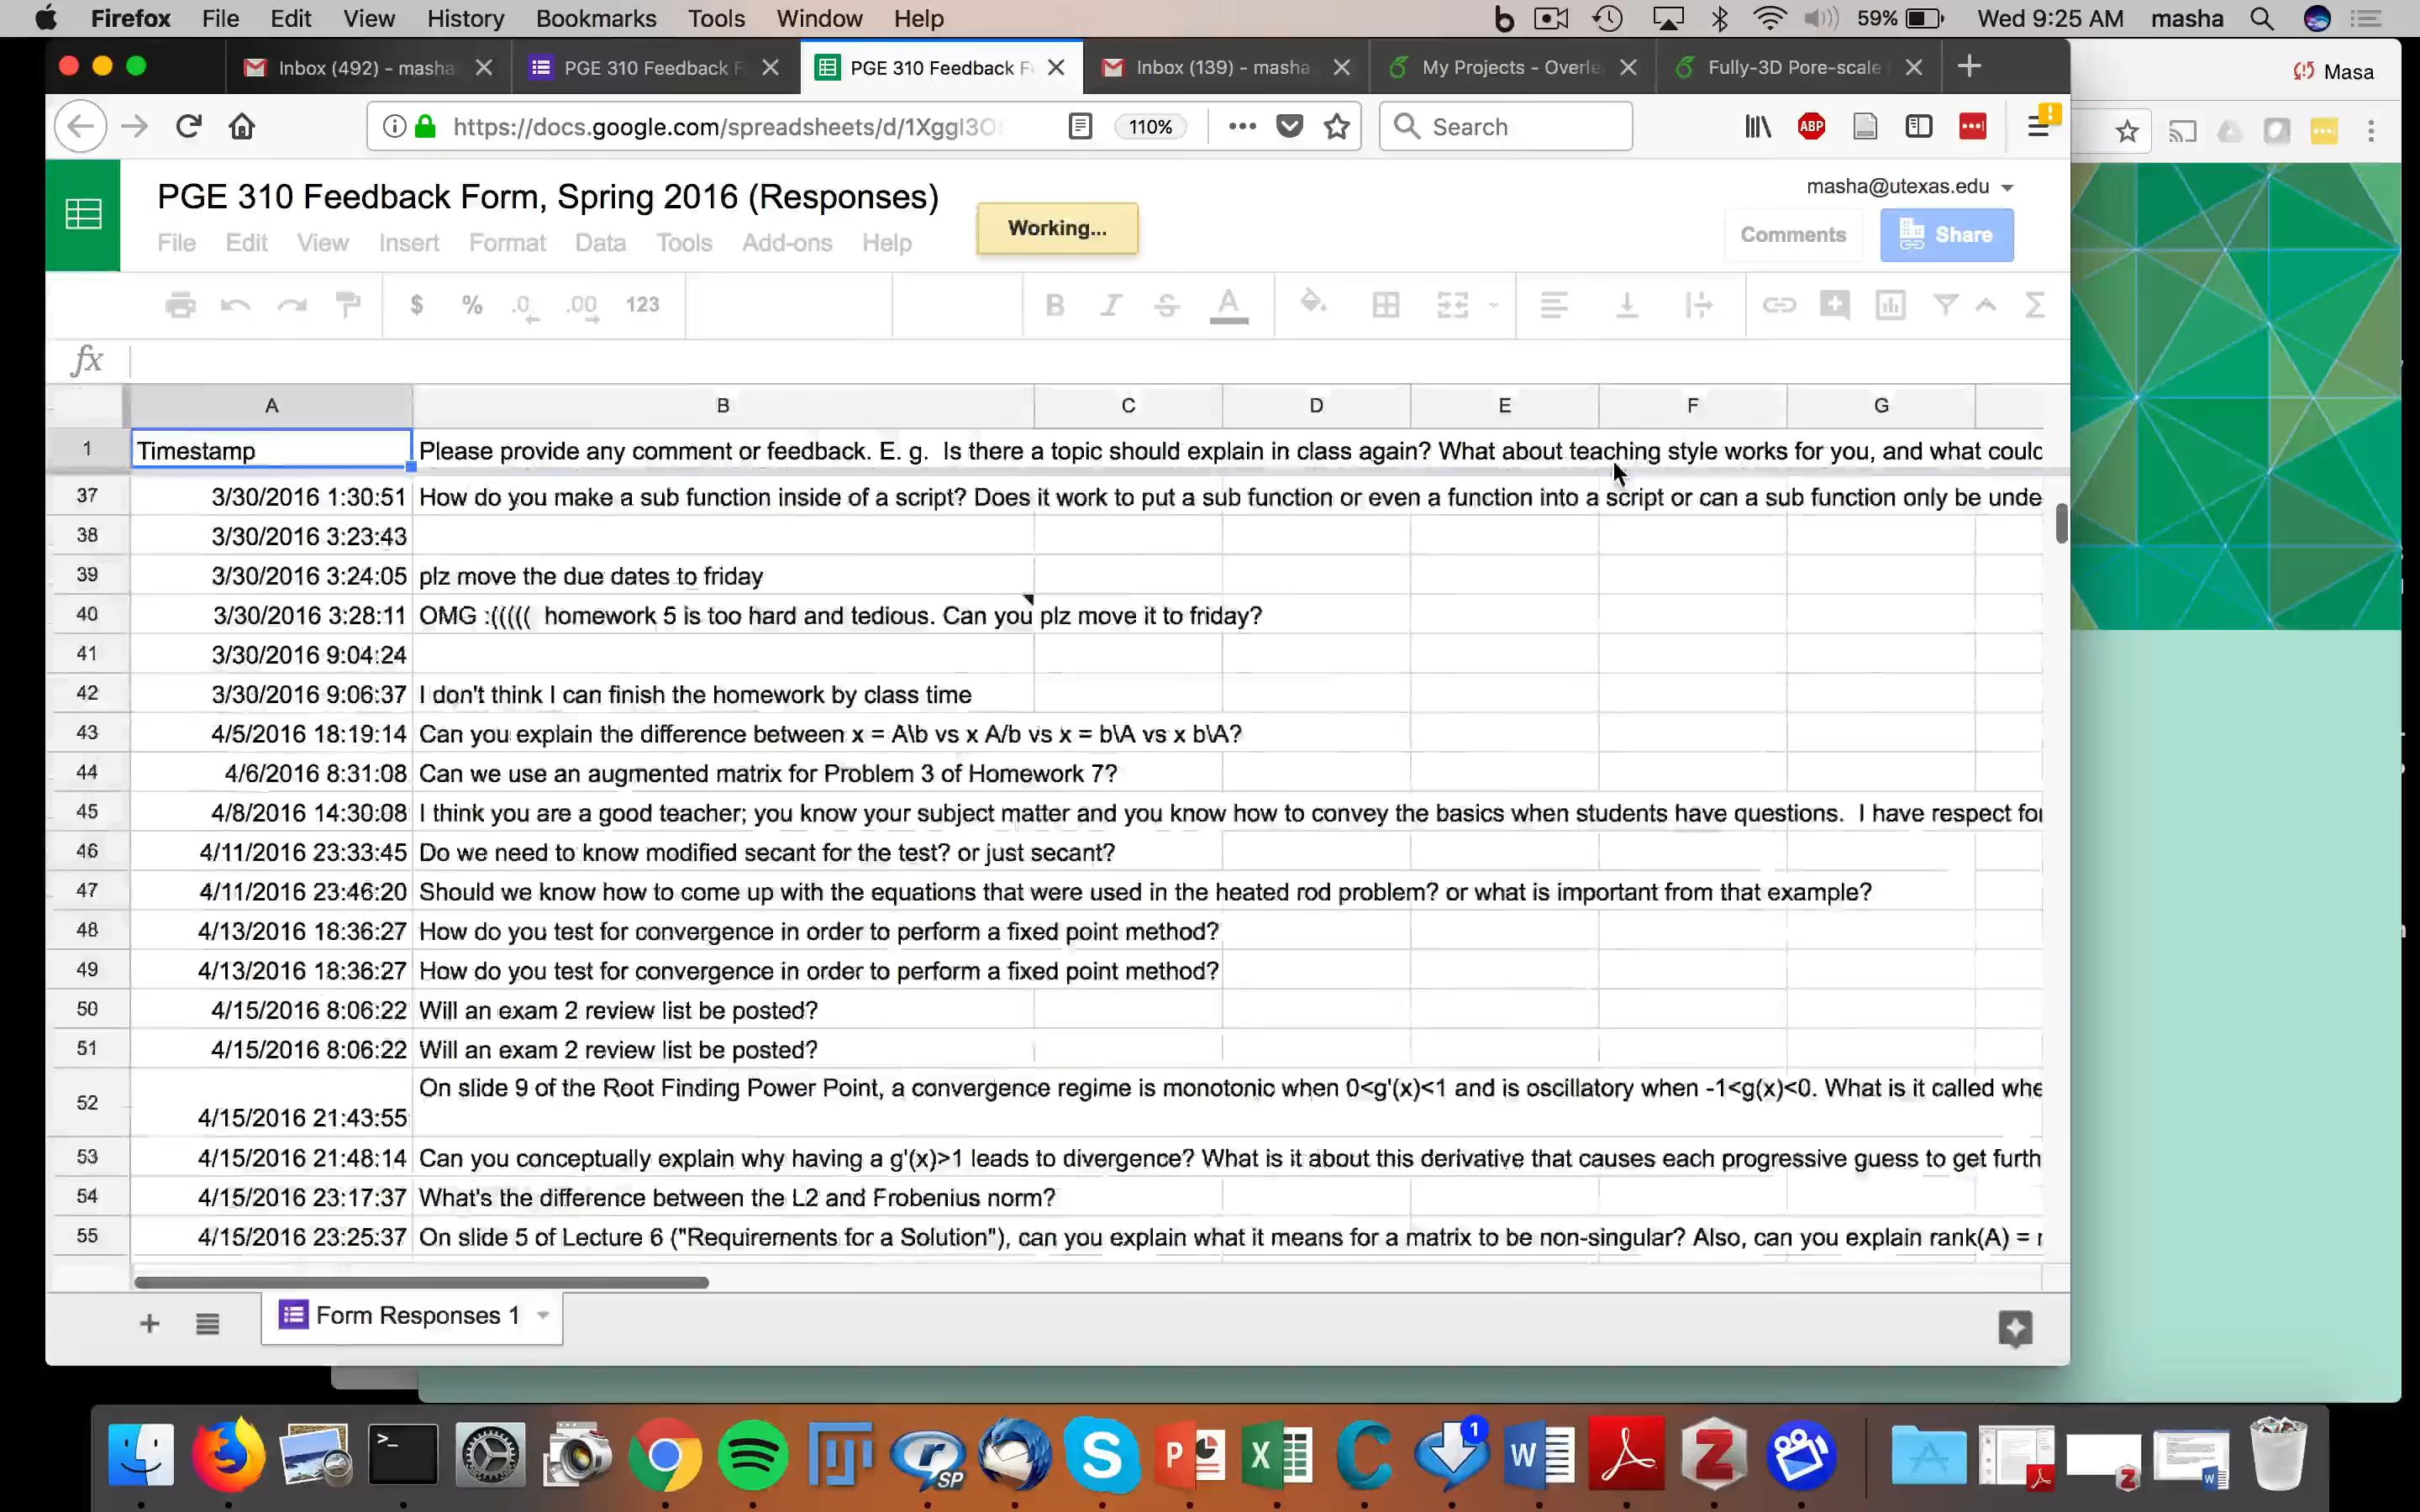 Firefox File Edit View History Bookmarks Tools Window Help 59% Wed 9:25 AM masha
Inbox (492) - masha PGE 310 Feedback F PGE 310 Feedback F Inbox (139) - masha My Projects - Overle Fully-3D Pore-scale
Masa
https://docs.google.com/spreadsheets/d/1XggI3O 110% Search ABP
PGE 310 Feedback Form, Spring 2016 (Responses)
Working...
masha@utexas.edu
File Edit View Insert Format Data Tools Add-ons Help
Comments Share
$ % .0 .00 123 B I S A Σ
fx
A B C D E F G
1 Timestamp Please provide any comment or feedback. E. g. Is there a topic should explain in class again? What about teaching style works for you, and what could
37 3/30/2016 1:30:51 How do you make a sub function inside of a script? Does it work to put a sub function or even a function into a script or can a sub function only be unde
38 3/30/2016 3:23:43
39 3/30/2016 3:24:05 plz move the due dates to friday
40 3/30/2016 3:28:11 OMG :((((( homework 5 is too hard and tedious. Can you plz move it to friday?
41 3/30/2016 9:04:24
42 3/30/2016 9:06:37 I don't think I can finish the homework by class time
43 4/5/2016 18:19:14 Can you explain the difference between x = A\b vs x A/b vs x = b\A vs x b\A?
44 4/6/2016 8:31:08 Can we use an augmented matrix for Problem 3 of Homework 7?
45 4/8/2016 14:30:08 I think you are a good teacher; you know your subject matter and you know how to convey the basics when students have questions. I have respect for
46 4/11/2016 23:33:45 Do we need to know modified secant for the test? or just secant?
47 4/11/2016 23:46:20 Should we know how to come up with the equations that were used in the heated rod problem? or what is important from that example?
48 4/13/2016 18:36:27 How do you test for convergence in order to perform a fixed point method?
49 4/13/2016 18:36:27 How do you test for convergence in order to perform a fixed point method?
50 4/15/2016 8:06:22 Will an exam 2 review list be posted?
51 4/15/2016 8:06:22 Will an exam 2 review list be posted?
52 4/15/2016 21:43:55 On slide 9 of the Root Finding Power Point, a convergence regime is monotonic when 0<g'(x)<1 and is oscillatory when -1<g(x)<0. What is it called whe
53 4/15/2016 21:48:14 Can you conceptually explain why having a g'(x)>1 leads to divergence? What is it about this derivative that causes each progressive guess to get furth
54 4/15/2016 23:17:37 What's the difference between the L2 and Frobenius norm?
55 4/15/2016 23:25:37 On slide 5 of Lecture 6 ("Requirements for a Solution"), can you explain what it means for a matrix to be non-singular? Also, can you explain rank(A) = r
Form Responses 1